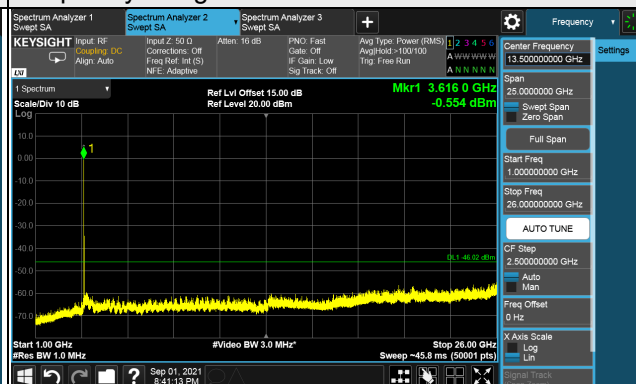 Spectrum Analyzer 1
Swept SA
Spectrum Analyzer 2
Swept SA
Spectrum Analyzer 3
Swept SA
+
Frequency
KEYSIGHT
Input: RF
Coupling: DC
Align: Auto
Input Z: 50 Ω
Corrections: Off
Freq Ref: Int (S)
NFE: Adaptive
Atten: 16 dB
PNO: Fast
Gate: Off
IF Gain: Low
Sig Track: Off
Avg Type: Power (RMS)
Avg|Hold:>100/100
Trig: Free Run
1 2 3 4 5 6
A W W W W W
A N N N N N
LXI
1 Spectrum
Scale/Div 10 dB
Log
Ref Lvl Offset 15.00 dB
Ref Level 20.00 dBm
Mkr1 3.616 0 GHz
-0.554 dBm
10.0
0.00
-10.0
-20.0
-30.0
-40.0
-50.0
-60.0
-70.0
1
DL1 -46.02 dBm
Start 1.00 GHz
#Res BW 1.0 MHz
#Video BW 3.0 MHz*
Stop 26.00 GHz
Sweep ~45.8 ms (50001 pts)
Sep 01, 2021
8:41:13 PM
Settings
Center Frequency
13.500000000 GHz
Span
25.0000000 GHz
Swept Span
Zero Span
Full Span
Start Freq
1.000000000 GHz
Stop Freq
26.000000000 GHz
AUTO TUNE
CF Step
2.500000000 GHz
Auto
Man
Freq Offset
0 Hz
X Axis Scale
Log
Lin
Signal Track